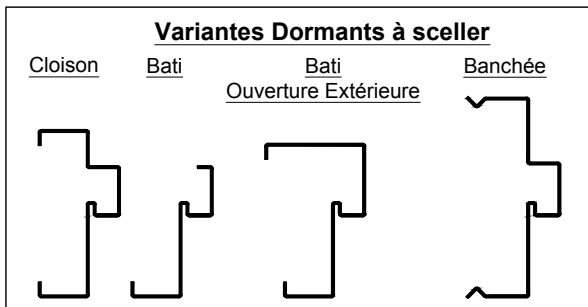 Variantes Dormants à sceller
Cloison
Bati
Bati
Ouverture Extérieure
Banchée